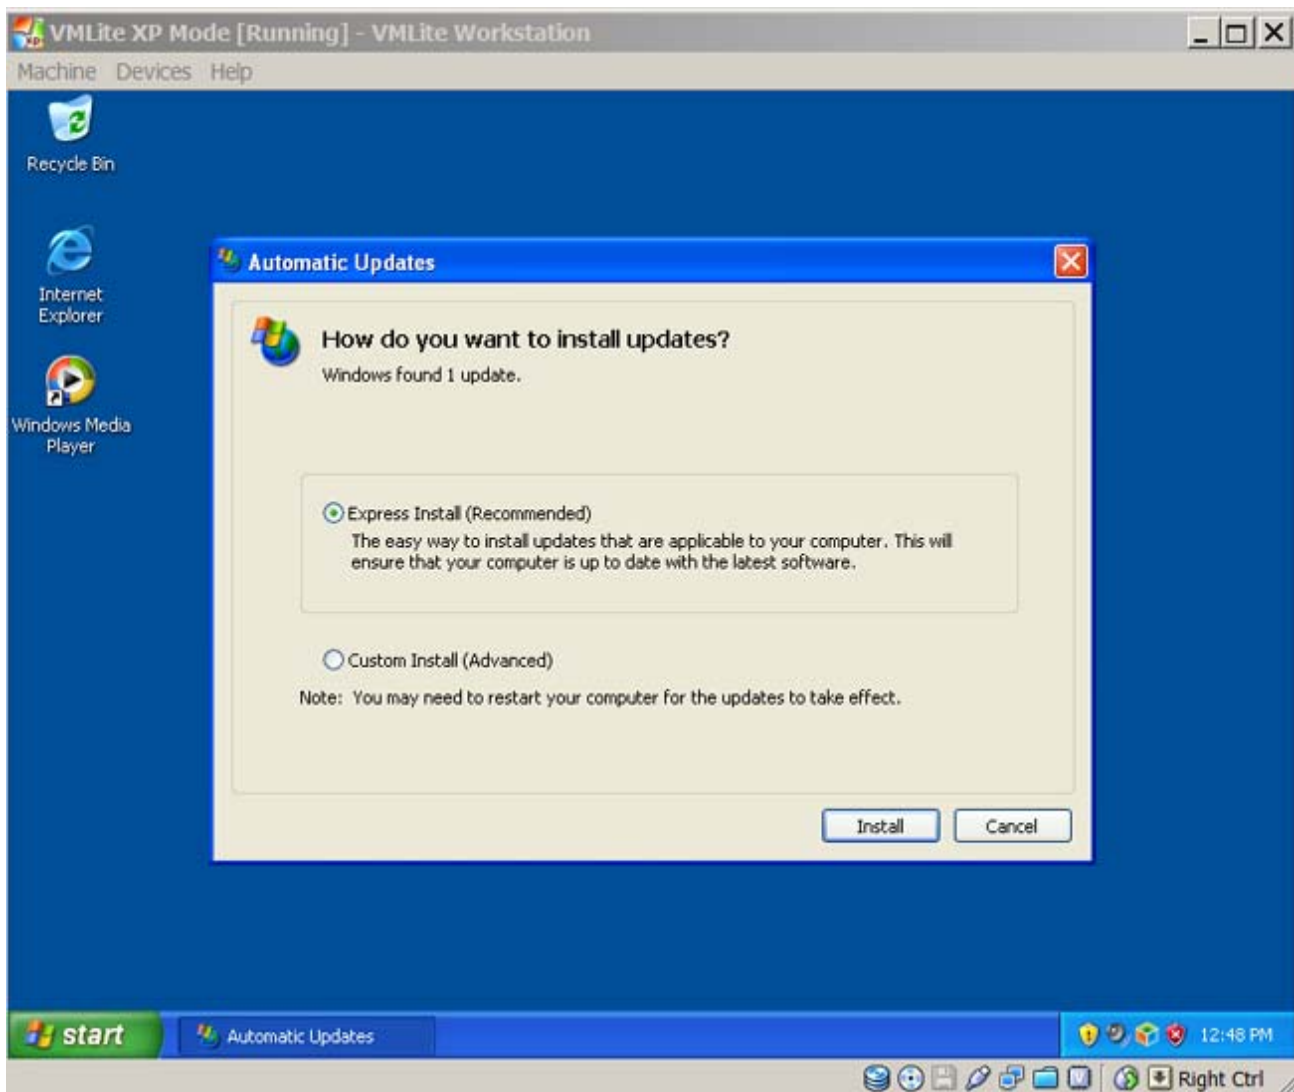 VMLite XP Mode [Running] - VMLite Workstation
Machine Devices Help
Recycle Bin
Internet
Explorer
Windows Media
Player
Automatic Updates
How do you want to install updates?
Windows found 1 update.
Express Install (Recommended)
The easy way to install updates that are applicable to your computer. This will
ensure that your computer is up to date with the latest software.
Custom Install (Advanced)
Note: You may need to restart your computer for the updates to take effect.
Install Cancel
start Automatic Updates 12:48 PM
Right Ctrl